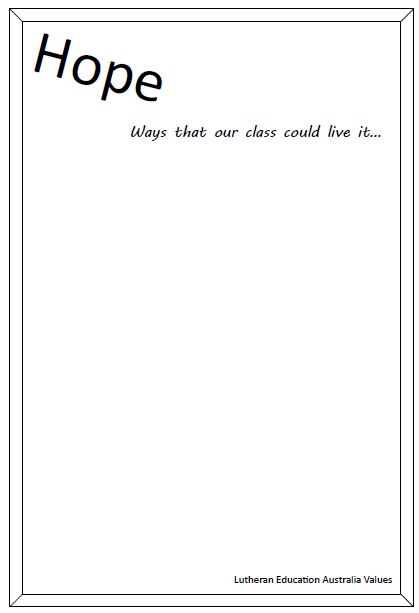 Hope
Ways that our class could live it...
Lutheran Education Australia Values